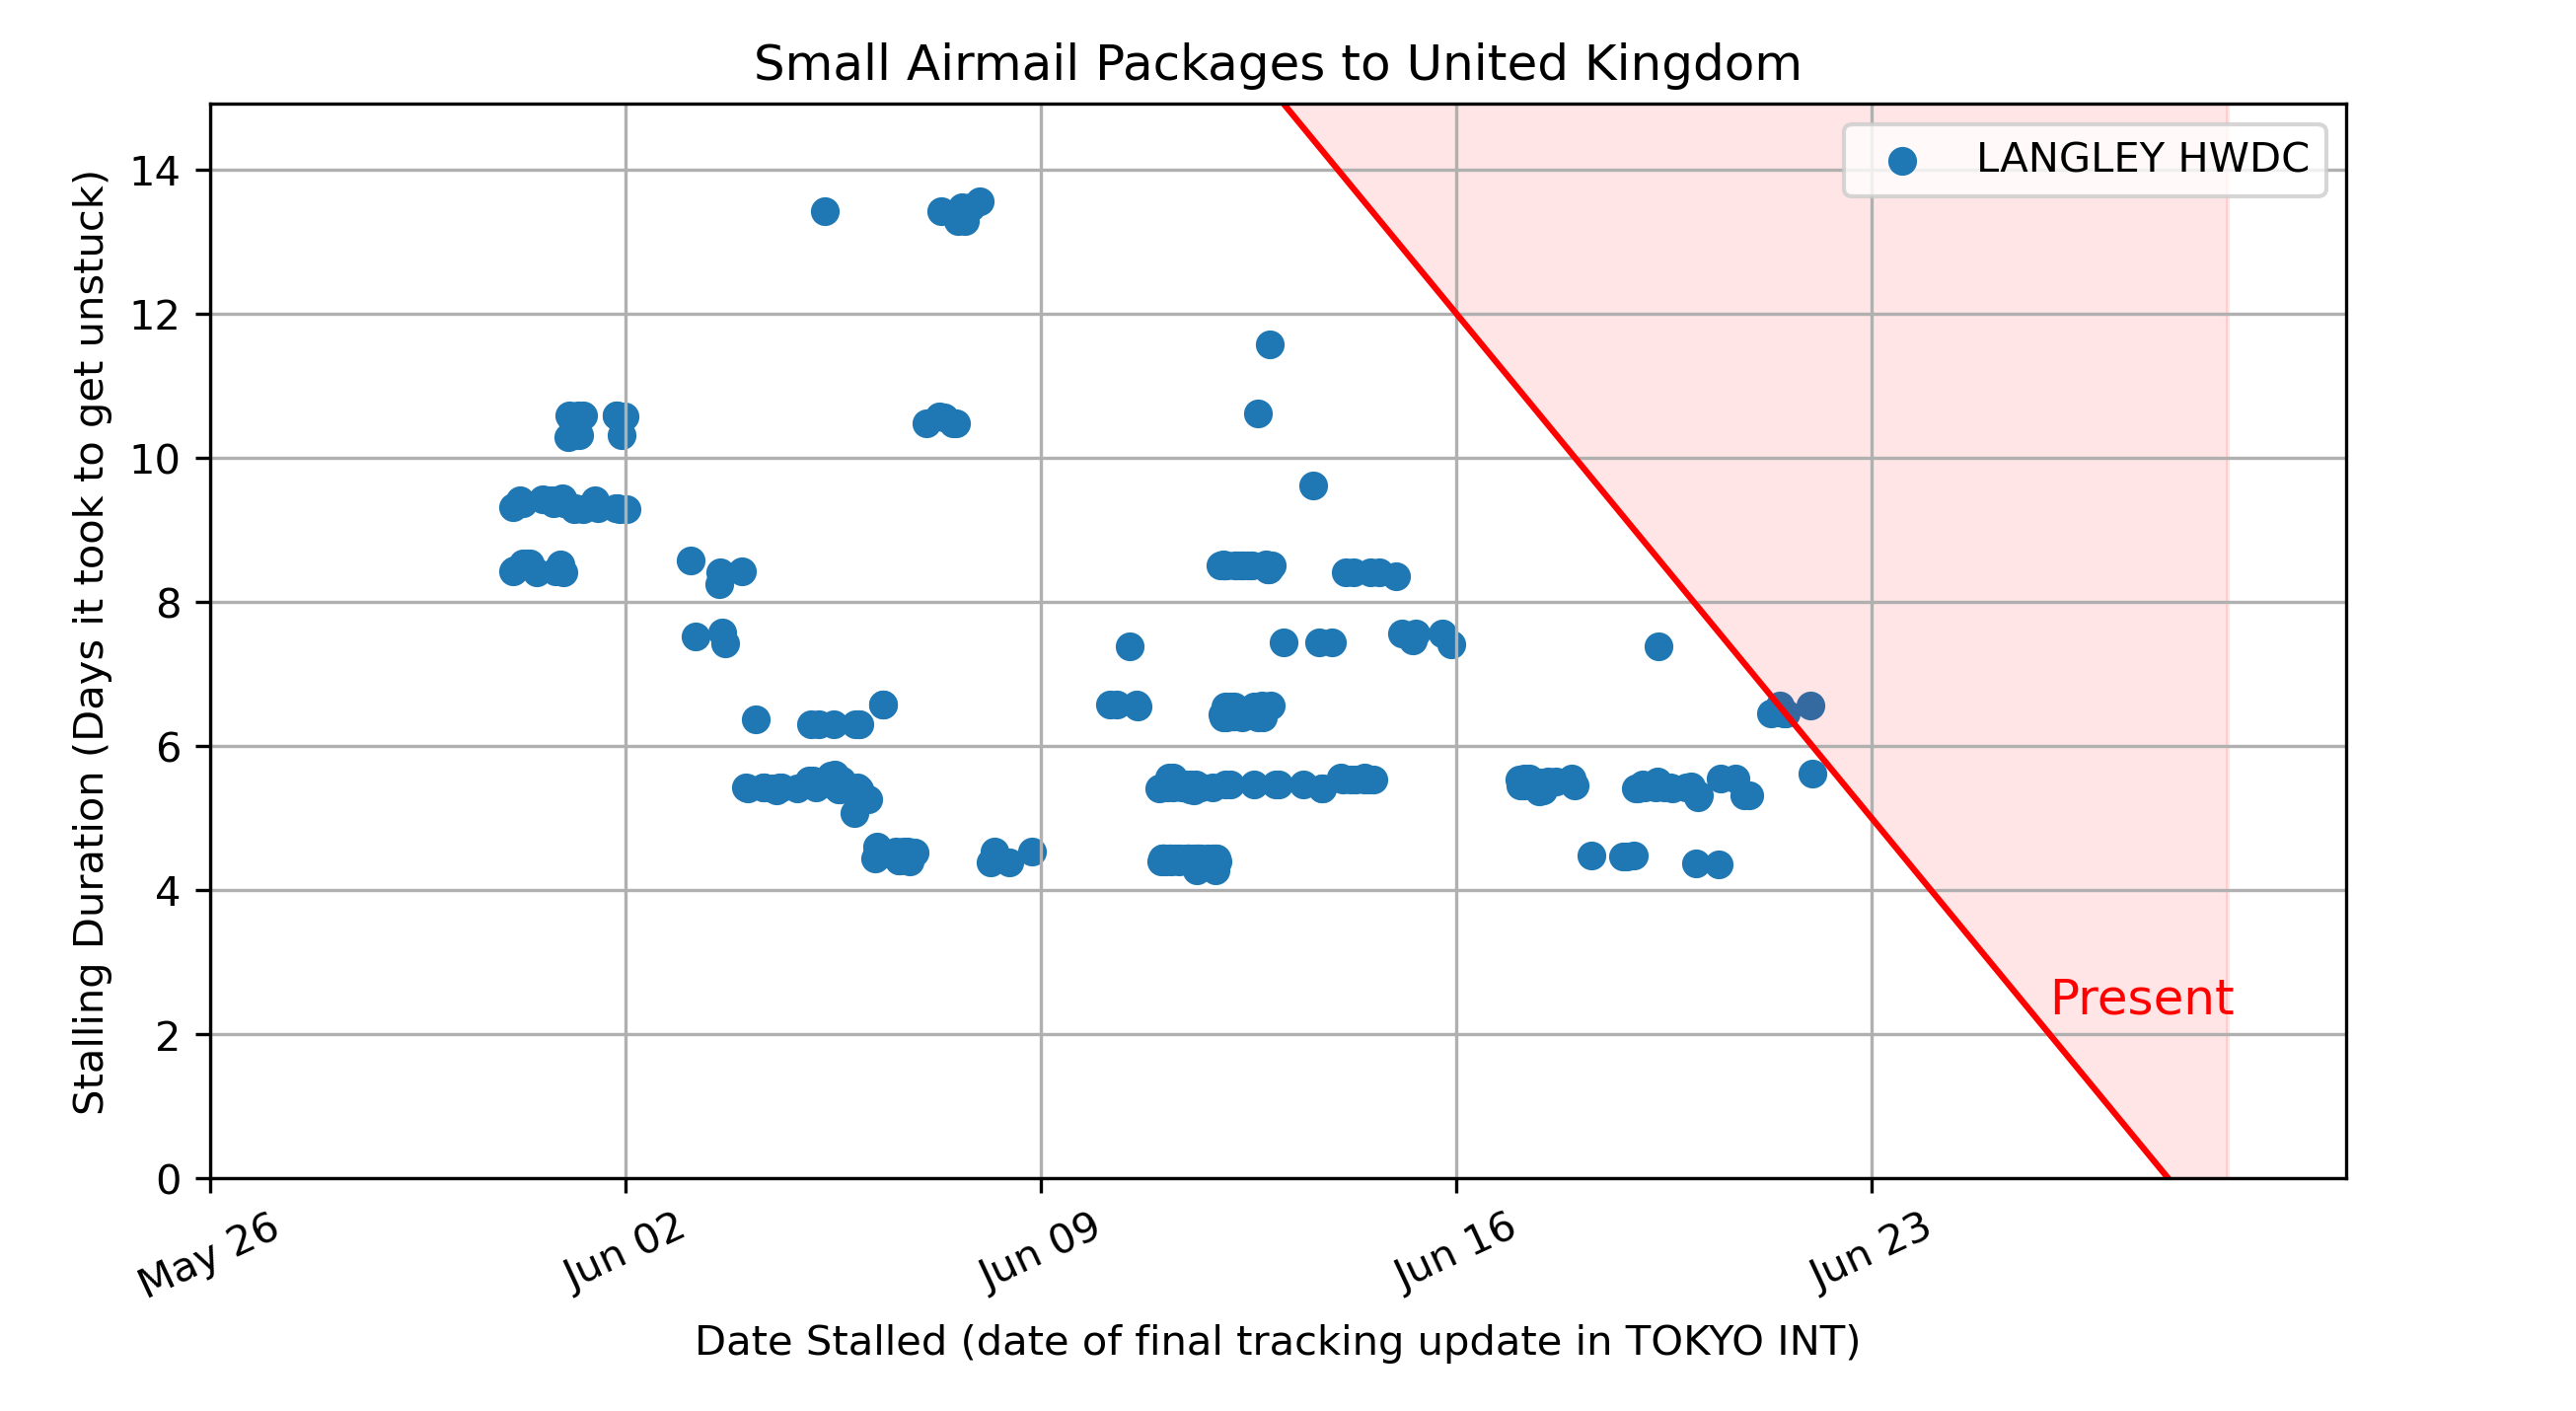 Small Airmail Packages to United Kingdom
LANGLEY HWDC
Stalling Duration (Days it took to get unstuck)
14
12
10
8
6
4
2
0
Present
May 26
Jun 02
Jun 09
Jun 16
Jun 23
Date Stalled (date of final tracking update in TOKYO INT)